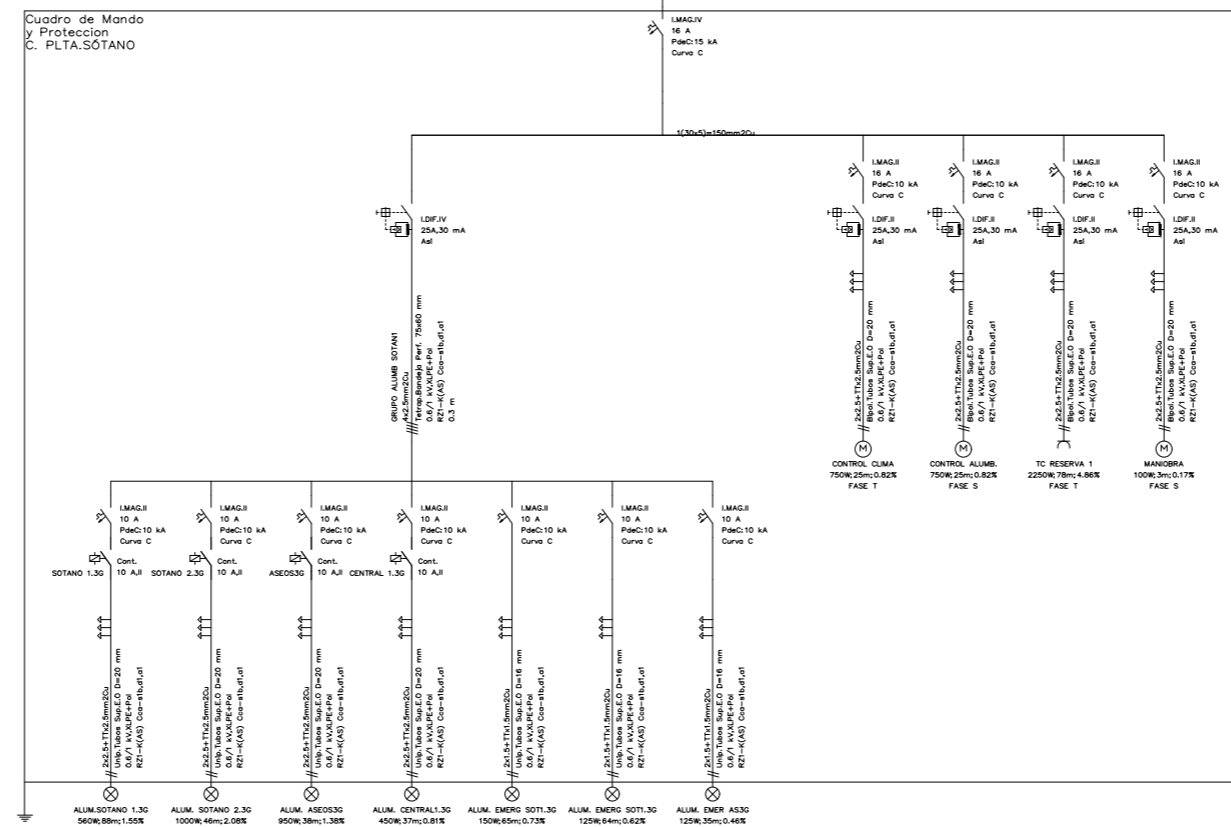 Cuadro de Mando
y Proteccion
C. PLTA.SÓTANO
I.MAG.IV
16 A
PdeC:15 kA
Curva C
1(30x5)=150mm2Cu
I.MAG.II
16 A
PdeC:10 kA
Curva C
I.MAG.II
16 A
PdeC:10 kA
Curva C
I.MAG.II
16 A
PdeC:10 kA
Curva C
I.MAG.II
16 A
PdeC:10 kA
Curva C
I.DIF.IV
25A,30 mA
Asi
I.DIF.II
25A,30 mA
Asi
I.DIF.II
25A,30 mA
Asi
I.DIF.II
25A,30 mA
Asi
I.DIF.II
25A,30 mA
Asi
GRUPO ALUMB SOTAN1
4x2.5mm2Cu
Tetrap.Bandeja Perf. 75x60 mm
0.6/1 kV,XLPE+Pol
RZ1-K(AS) Cca-s1b,d1,a1
0.3 m
2x2.5+TTx2.5mm2Cu
Bipol.Tubos Sup.E.O D=20 mm
0.6/1 kV,XLPE+Pol
RZ1-K(AS) Cca-s1b,d1,a1
2x2.5+TTx2.5mm2Cu
Bipol.Tubos Sup.E.O D=20 mm
0.6/1 kV,XLPE+Pol
RZ1-K(AS) Cca-s1b,d1,a1
2x2.5+TTx2.5mm2Cu
Bipol.Tubos Sup.E.O D=20 mm
0.6/1 kV,XLPE+Pol
RZ1-K(AS) Cca-s1b,d1,a1
2x2.5+TTx2.5mm2Cu
Bipol.Tubos Sup.E.O D=20 mm
0.6/1 kV,XLPE+Pol
RZ1-K(AS) Cca-s1b,d1,a1
M
M
M
CONTROL CLIMA
750W;25m;0.82%
FASE T
CONTROL ALUMB.
750W;25m;0.82%
FASE S
TC RESERVA 1
2250W;78m;4.86%
FASE T
MANIOBRA
100W;3m;0.17%
FASE S
I.MAG.II
10 A
PdeC:10 kA
Curva C
I.MAG.II
10 A
PdeC:10 kA
Curva C
I.MAG.II
10 A
PdeC:10 kA
Curva C
I.MAG.II
10 A
PdeC:10 kA
Curva C
I.MAG.II
10 A
PdeC:10 kA
Curva C
I.MAG.II
10 A
PdeC:10 kA
Curva C
I.MAG.II
10 A
PdeC:10 kA
Curva C
SOTANO 1.3G
Cont.
10 A,II
SOTANO 2.3G
Cont.
10 A,II
ASEOS3G
Cont.
10 A,II
CENTRAL 1.3G
Cont.
10 A,II
2x2.5+TTx2.5mm2Cu
Unip.Tubos Sup.E.O D=20 mm
0.6/1 kV,XLPE+Pol
RZ1-K(AS) Cca-s1b,d1,a1
2x2.5+TTx2.5mm2Cu
Unip.Tubos Sup.E.O D=20 mm
0.6/1 kV,XLPE+Pol
RZ1-K(AS) Cca-s1b,d1,a1
2x2.5+TTx2.5mm2Cu
Unip.Tubos Sup.E.O D=20 mm
0.6/1 kV,XLPE+Pol
RZ1-K(AS) Cca-s1b,d1,a1
2x2.5+TTx2.5mm2Cu
Unip.Tubos Sup.E.O D=20 mm
0.6/1 kV,XLPE+Pol
RZ1-K(AS) Cca-s1b,d1,a1
2x1.5+TTx1.5mm2Cu
Unip.Tubos Sup.E.O D=16 mm
0.6/1 kV,XLPE+Pol
RZ1-K(AS) Cca-s1b,d1,a1
2x1.5+TTx1.5mm2Cu
Unip.Tubos Sup.E.O D=16 mm
0.6/1 kV,XLPE+Pol
RZ1-K(AS) Cca-s1b,d1,a1
2x1.5+TTx1.5mm2Cu
Unip.Tubos Sup.E.O D=16 mm
0.6/1 kV,XLPE+Pol
RZ1-K(AS) Cca-s1b,d1,a1
ALUM.SOTANO 1.3G
560W;88m;1.55%
ALUM. SOTANO 2.3G
1000W;46m;2.08%
ALUM. ASEOS3G
950W;38m;1.38%
ALUM. CENTRAL1.3G
450W;37m;0.81%
ALUM. EMERG SOT1.3G
150W;65m;0.73%
ALUM. EMERG SOT1.3G
125W;64m;0.62%
ALUM. EMER AS3G
125W;35m;0.46%